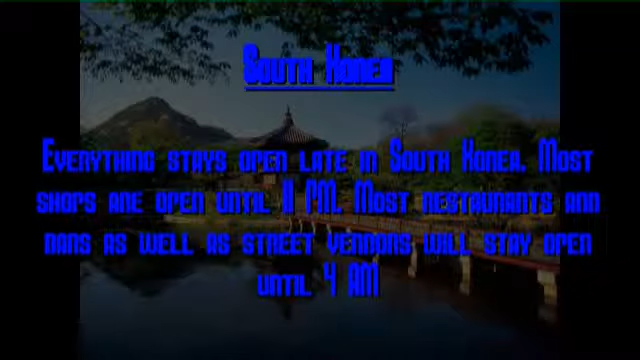 South Korea
Everything stays open late in South Korea. Most
shops are open until 11 PM. Most restaurants and
bars as well as street vendors will stay open
until 4 AM